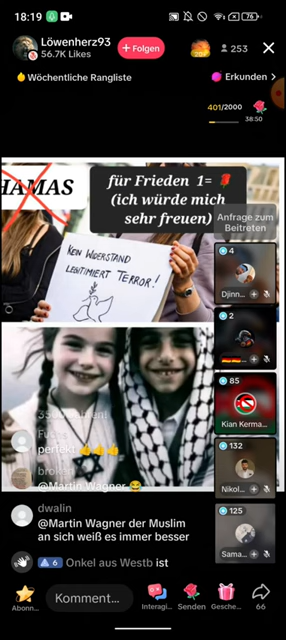 18:19
76
Löwenherz93
56.7K Likes
+ Folgen
253
Wöchentliche Rangliste
Erkunden >
401/2000
38:50
HAMAS
für Frieden 1= 🌹
(ich würde mich
sehr freuen)
Anfrage zum
Beitreten
KEIN WIDERSTAND
LEGITIMIERT TERROR!
4
Djinn...
2
🇩🇪🇩🇪🇩🇪...
85
Kian Kerma...
132
Nikol...
125
Sama...
perfekt 👍👍👍
@Martin Wagner 😂
dwalin
@Martin Wagner der Muslim
an sich weiß es immer besser
6 Onkel aus Westb ist
Abonn...
Komment...
Interagi...
Senden
Gesche...
66